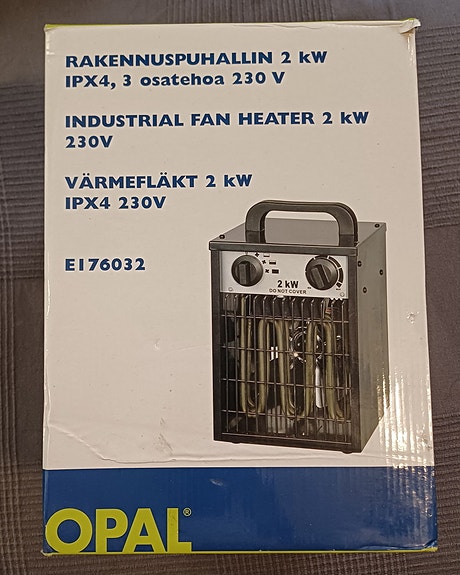 RAKENNUSPUHALLIN 2 kW
IPX4, 3 osatehoa 230 V
INDUSTRIAL FAN HEATER 2 kW
230V
VÄRMEFLÄKT 2 kW
IPX4 230V
E176032
2 kW
DO NOT COVER
OPAL®